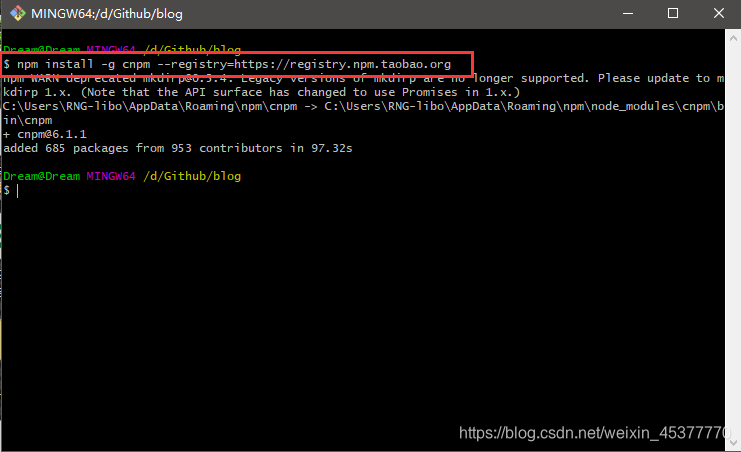 MINGW64:/d/Github/blog
Dream@Dream MINGW64 /d/Github/blog
$ npm install -g cnpm --registry=https://registry.npm.taobao.org
npm WARN deprecated mkdirp@0.5.4: Legacy versions of mkdirp are no longer supported. Please update to m
kdirp 1.x. (Note that the API surface has changed to use Promises in 1.x.)
C:\Users\RNG-libo\AppData\Roaming\npm\cnpm -> C:\Users\RNG-libo\AppData\Roaming\npm\node_modules\cnpm\b
in\cnpm
+ cnpm@6.1.1
added 685 packages from 953 contributors in 97.32s
Dream@Dream MINGW64 /d/Github/blog
$
https://blog.csdn.net/weixin_45377770